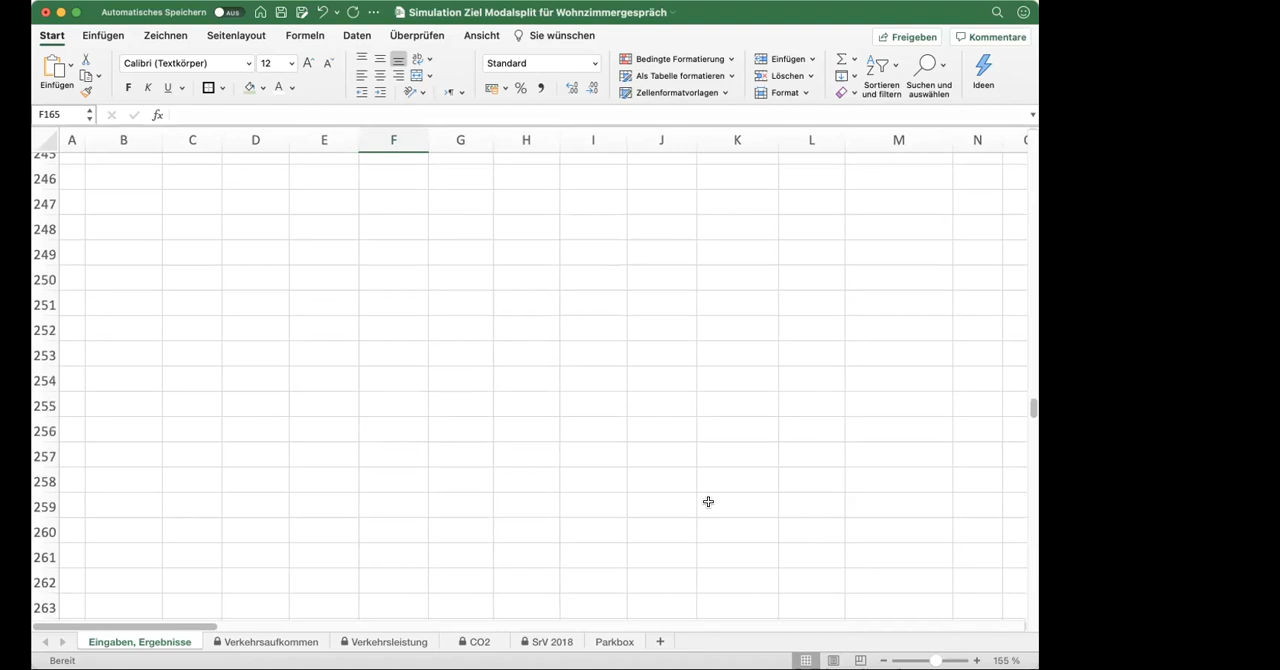 Automatisches Speichern AUS Simulation Ziel Modalsplit für Wohnzimmergespräch
Start Einfügen Zeichnen Seitenlayout Formeln Daten Überprüfen Ansicht Sie wünschen Freigeben Kommentare
Einfügen
Calibri (Textkörper) 12
Standard
F K U
Bedingte Formatierung
Als Tabelle formatieren
Zellenformatvorlagen
Einfügen
Löschen
Format
Sortieren und filtern
Suchen und auswählen
Ideen
F165 fx
A B C D E F G H I J K L M N
245
246
247
248
249
250
251
252
253
254
255
256
257
258
259
260
261
262
263
Eingaben, Ergebnisse Verkehrsaufkommen Verkehrsleistung CO2 SrV 2018 Parkbox +
Bereit 155 %